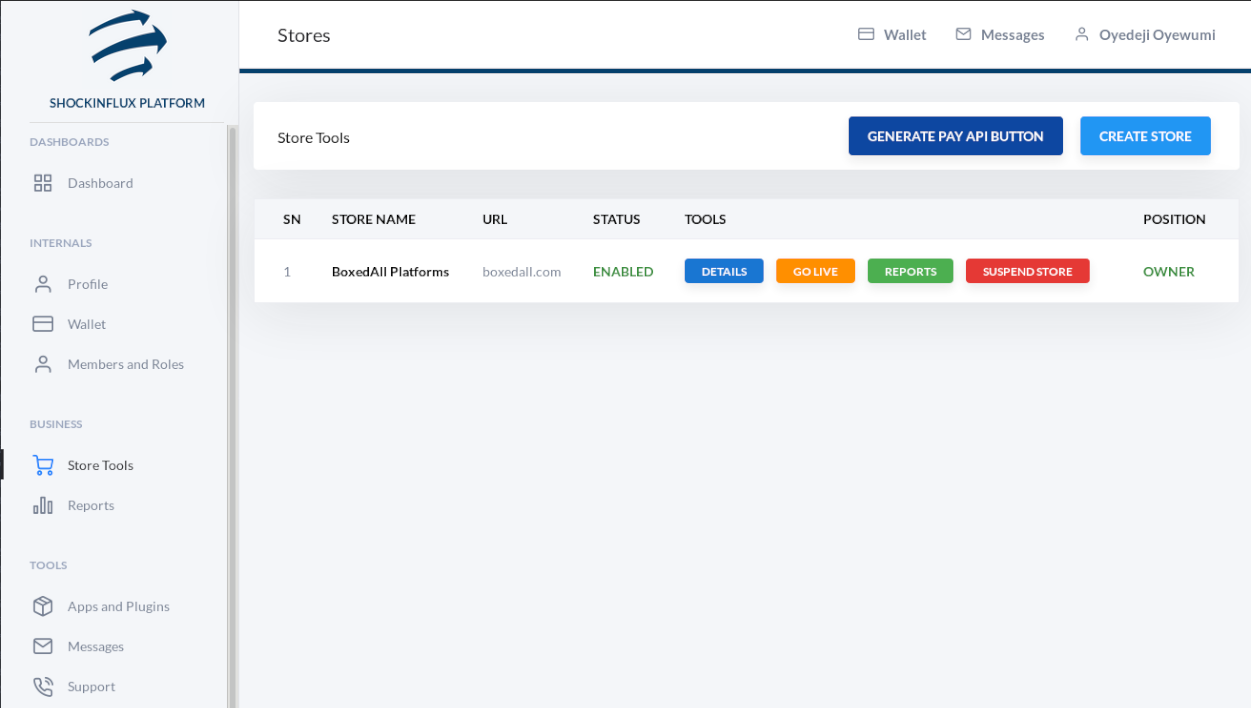 SHOCKINFLUX PLATFORM
DASHBOARDS
Dashboard
INTERNALS
Profile
Wallet
Members and Roles
BUSINESS
Store Tools
Reports
TOOLS
Apps and Plugins
Messages
Support
Stores
Wallet
Messages
Oyedeji Oyewumi
Store Tools
GENERATE PAY API BUTTON
CREATE STORE
SN STORE NAME URL STATUS TOOLS POSITION
1 BoxedAll Platforms boxedall.com ENABLED DETAILS GO LIVE REPORTS SUSPEND STORE OWNER